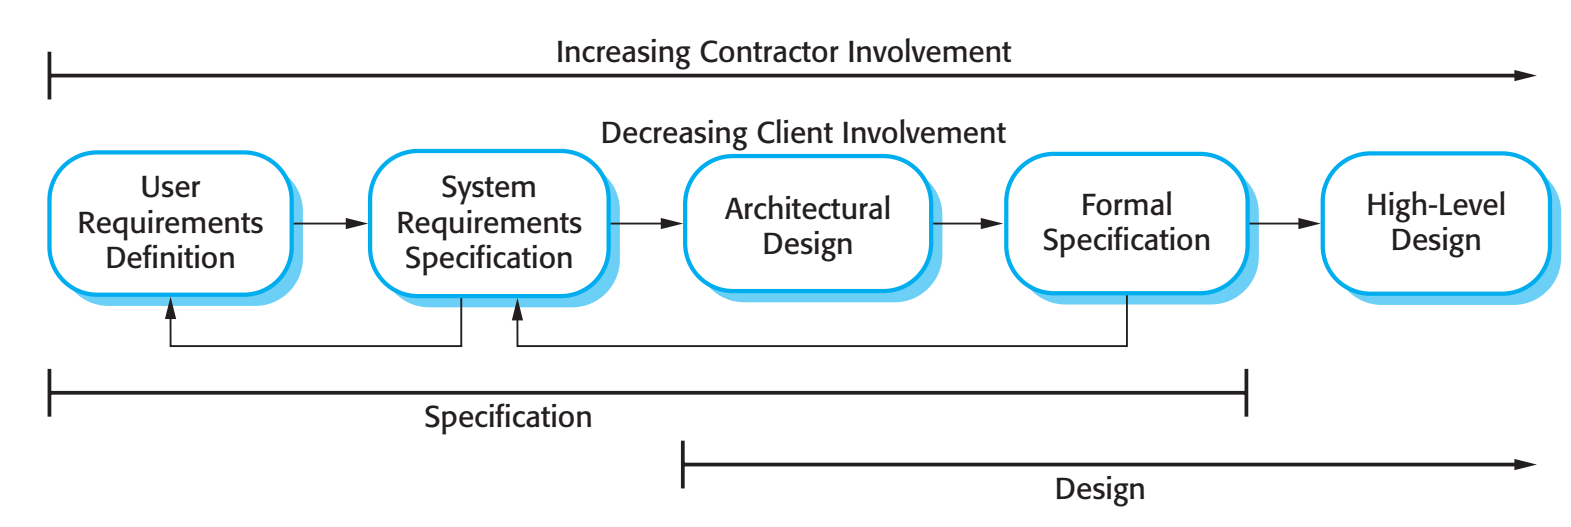 Increasing Contractor Involvement
Decreasing Client Involvement
User
Requirements
Definition
System
Requirements
Specification
Architectural
Design
Formal
Specification
High-Level
Design
Specification
Design